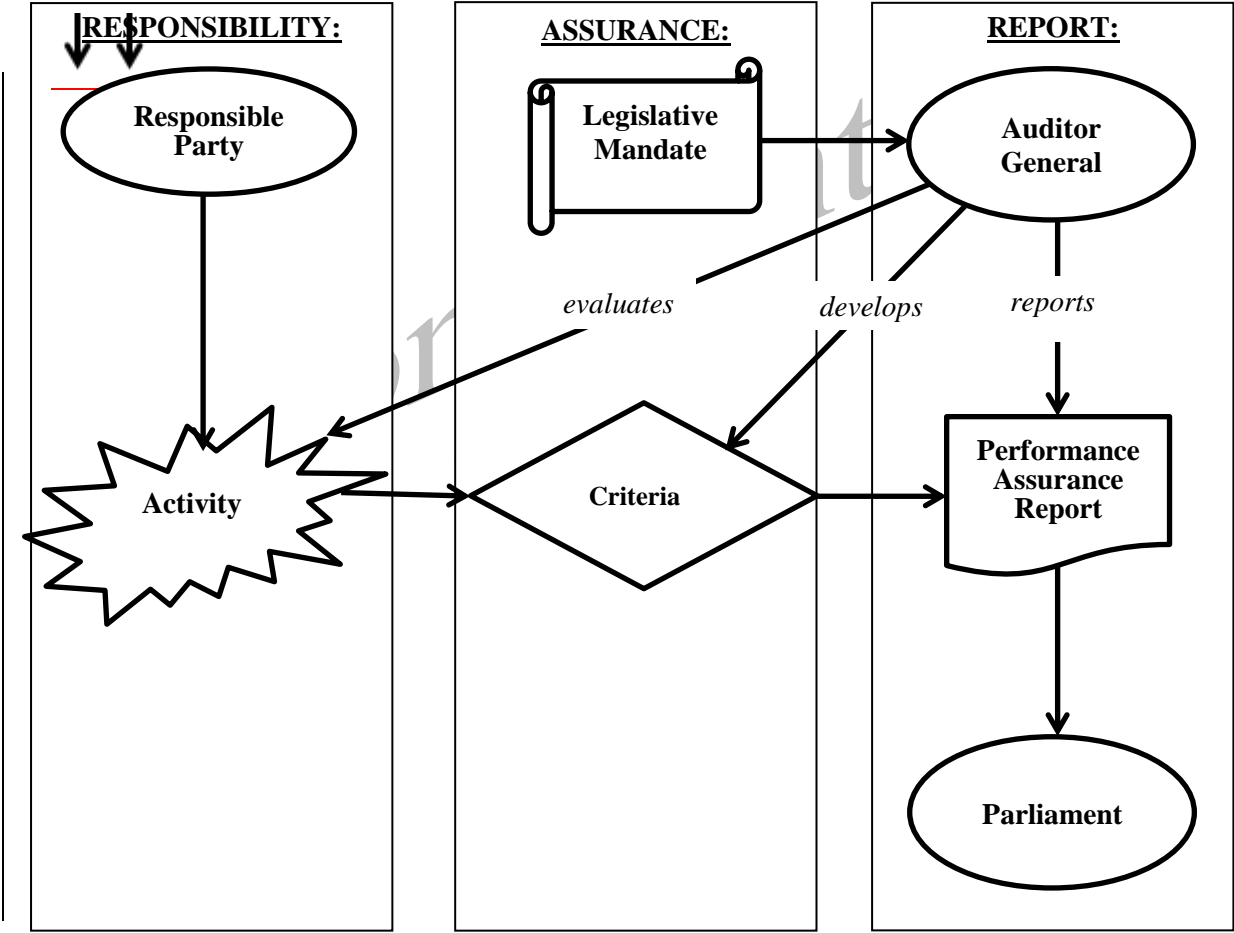 RESPONSIBILITY:
ASSURANCE:
REPORT:
Responsible
Party
Legislative
Mandate
Auditor
General
evaluates
develops
reports
Activity
Criteria
Performance
Assurance
Report
Parliament